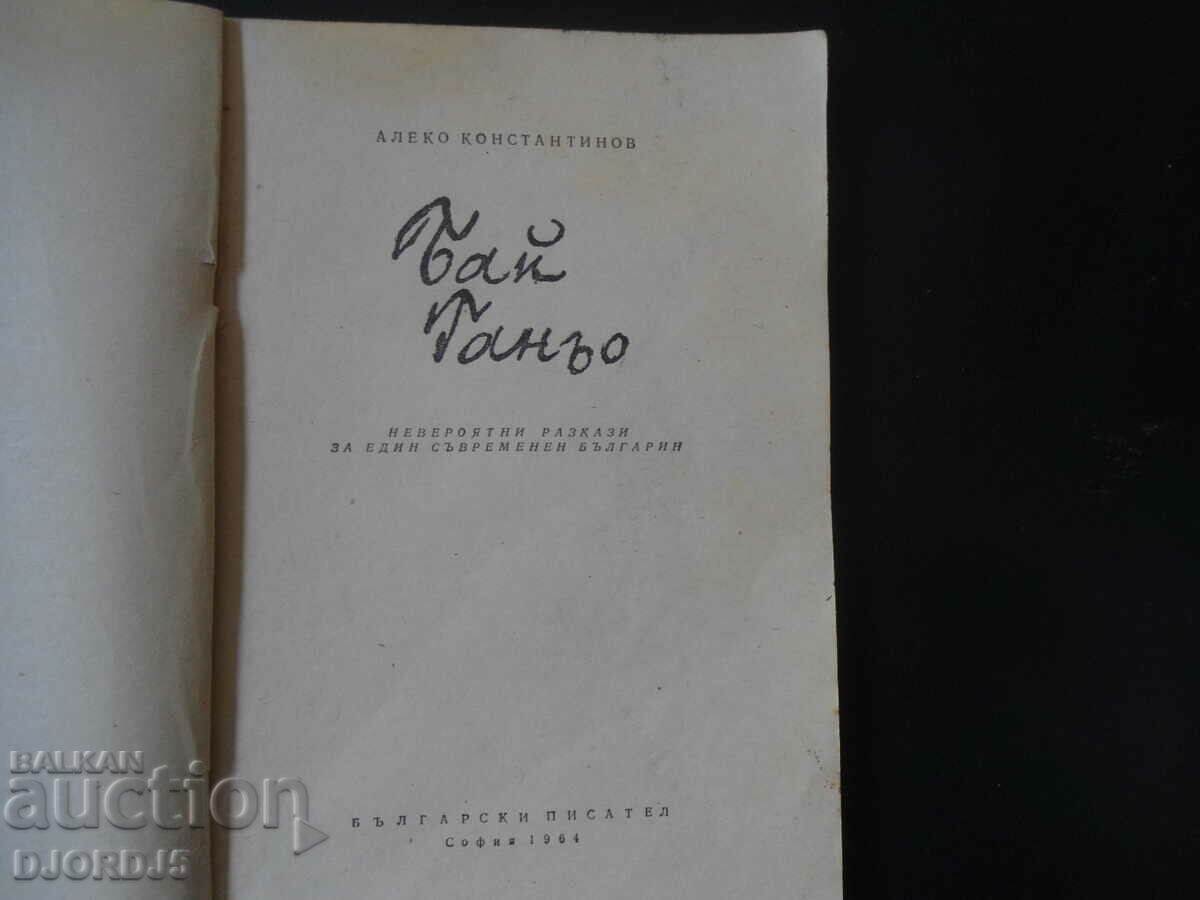 АЛЕКО КОНСТАНТИНОВ
Бай
Ганьо
НЕВЕРОЯТНИ РАЗКАЗИ
ЗА ЕДИН СЪВРЕМЕНЕН БЪЛГАРИН
БЪЛГАРСКИ ПИСАТЕЛ
София 1964
BALKAN
auction
DJORDJ5